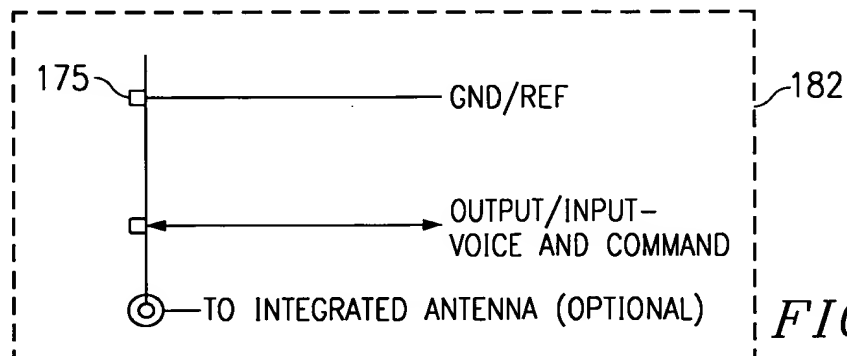 175
GND/REF
182
OUTPUT/INPUT-
VOICE AND COMMAND
TO INTEGRATED ANTENNA (OPTIONAL)